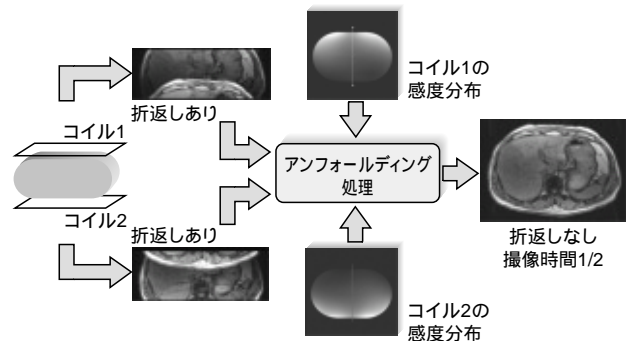 コイル1の
感度分布
折返しあり
コイル1
アンフォールディング
処理
コイル2
折返しあり
折返しなし
撮像時間1/2
コイル2の
感度分布